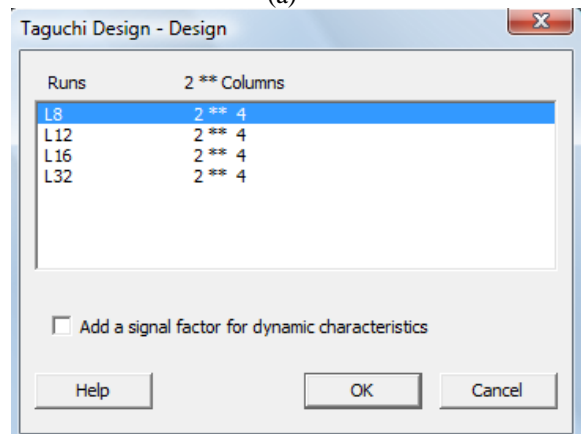 (a)
Taguchi Design - Design
Runs 2 ** Columns
L8 2 ** 4
L12 2 ** 4
L16 2 ** 4
L32 2 ** 4
Add a signal factor for dynamic characteristics
Help OK Cancel